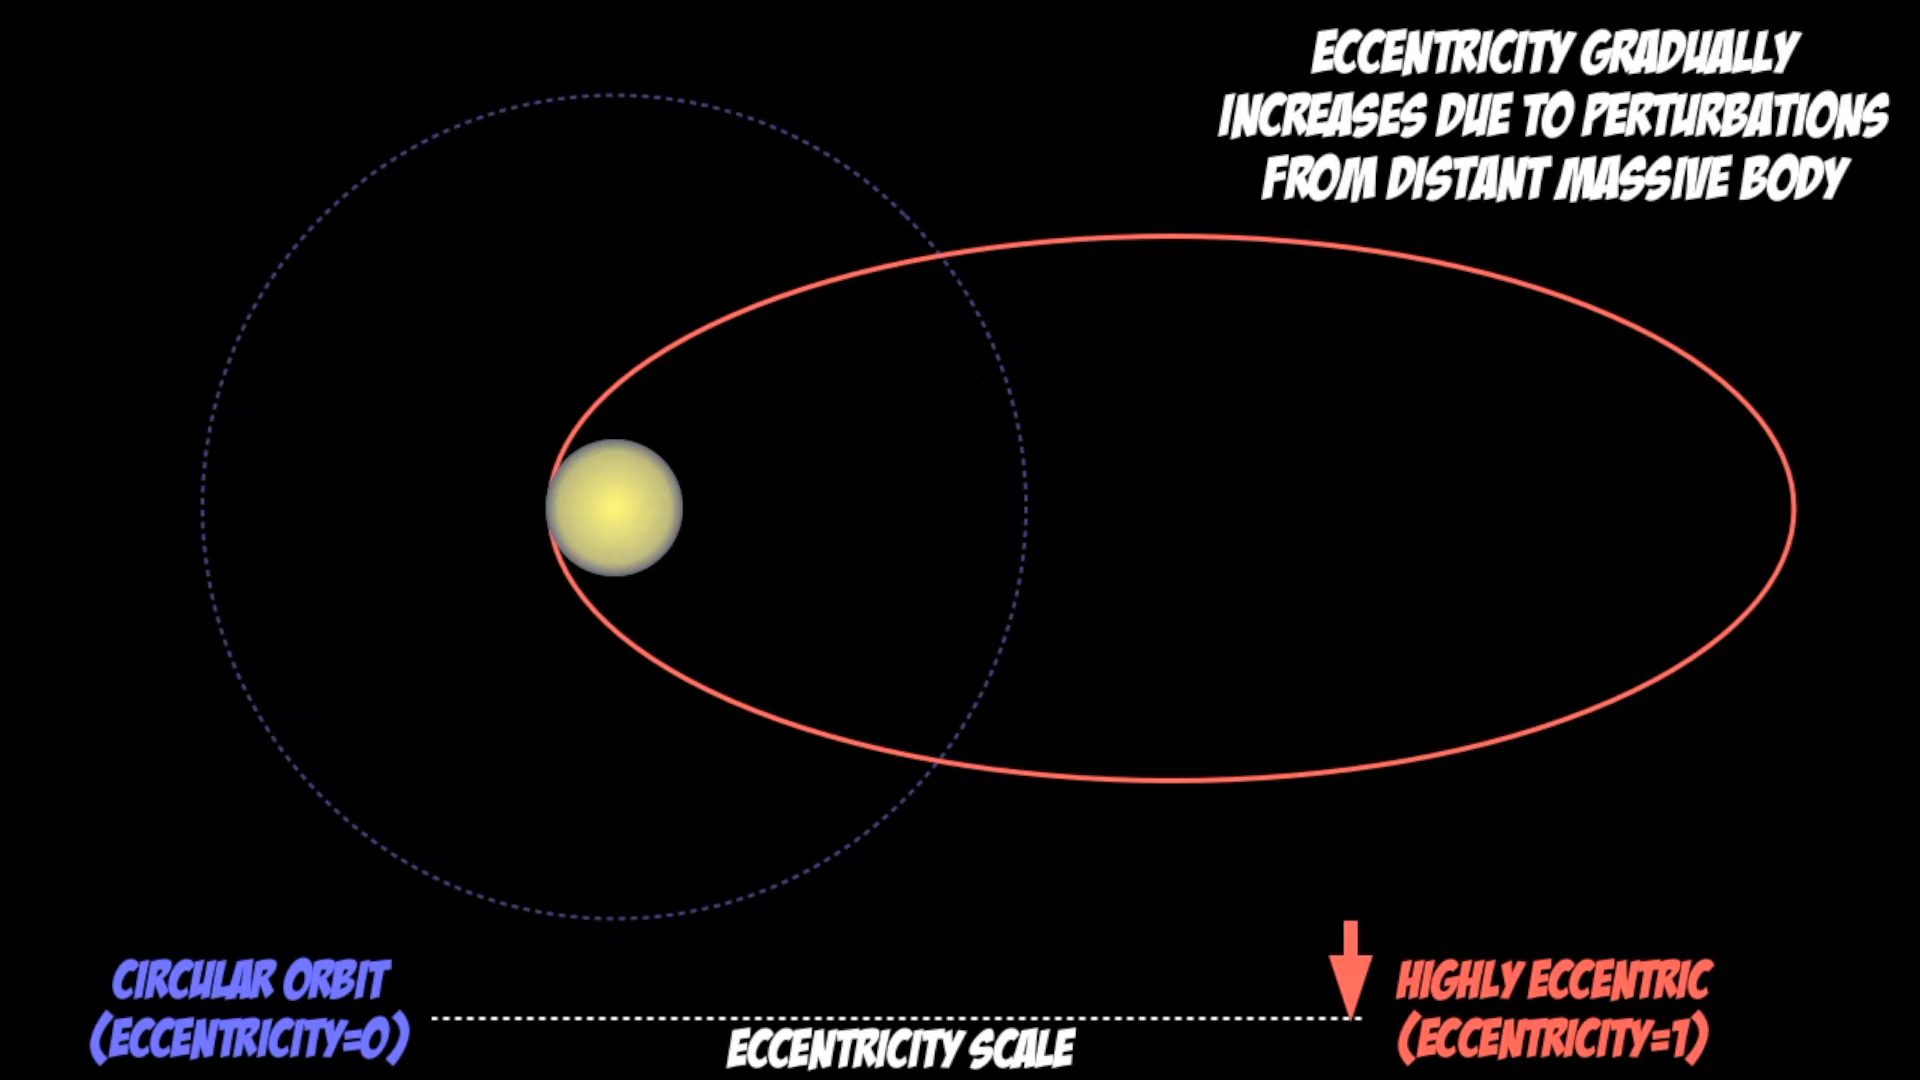 ECCENTRICITY GRADUALLY
INCREASES DUE TO PERTURBATIONS
FROM DISTANT MASSIVE BODY
CIRCULAR ORBIT
(ECCENTRICITY=0)
ECCENTRICITY SCALE
HIGHLY ECCENTRIC
(ECCENTRICITY=1)